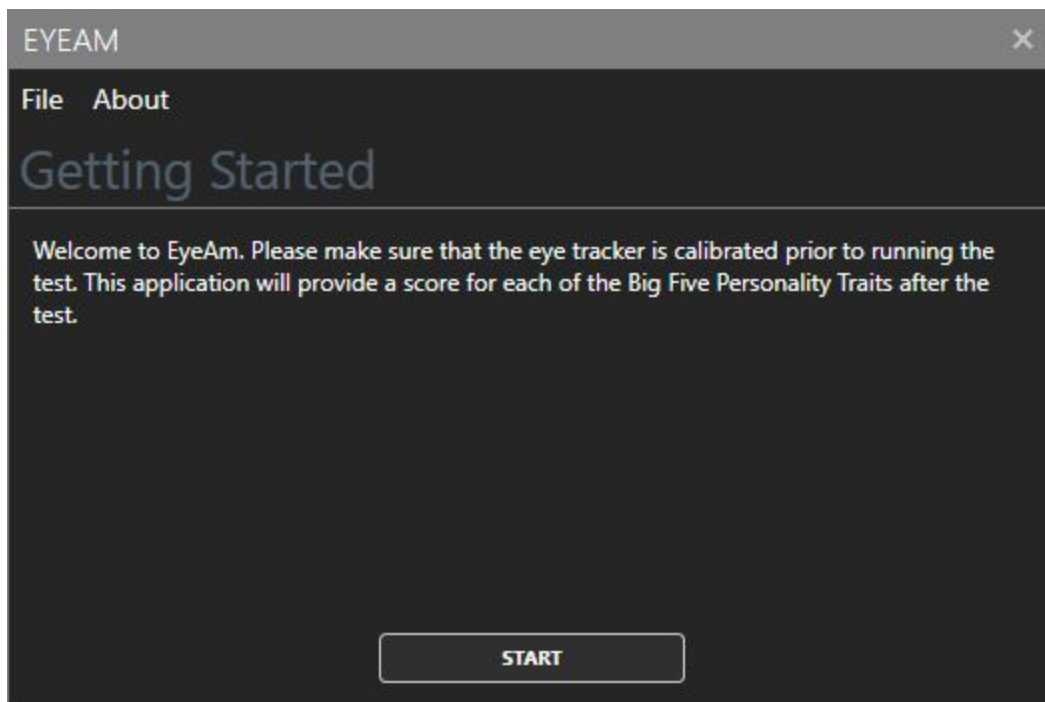 EYEAM
File About
Getting Started
Welcome to EyeAm. Please make sure that the eye tracker is calibrated prior to running the
test. This application will provide a score for each of the Big Five Personality Traits after the
test.
START